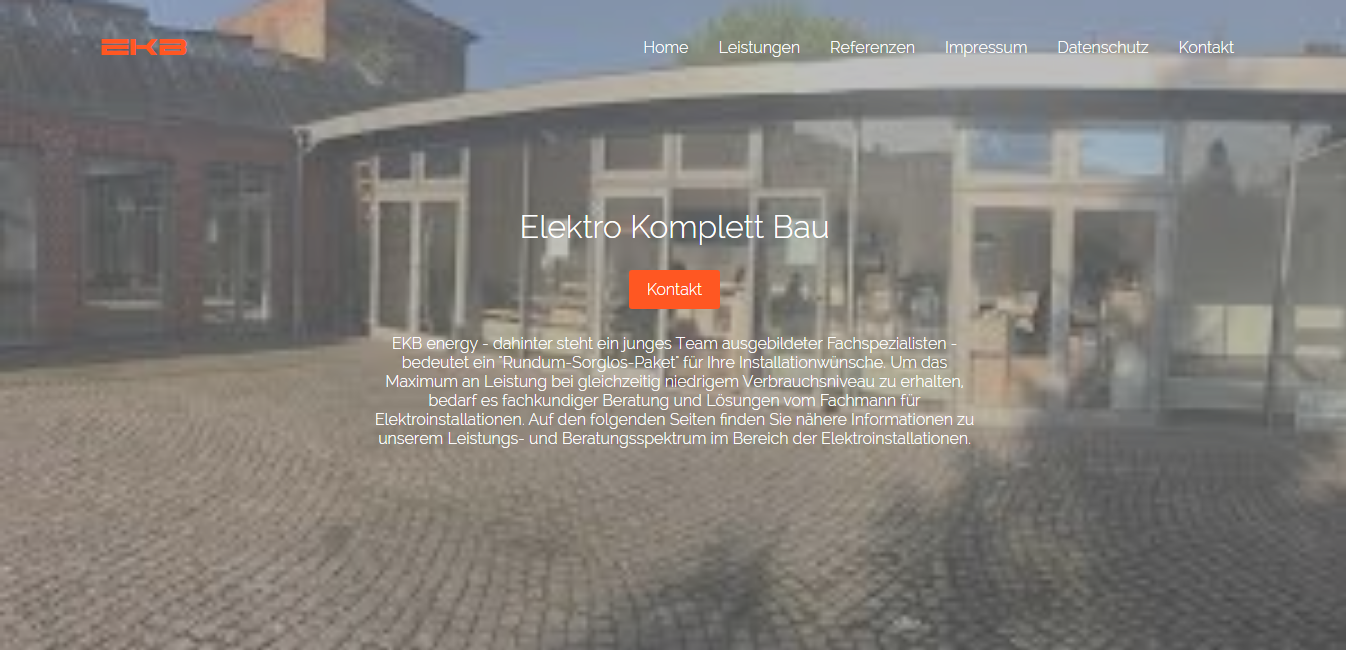 EKB
Home Leistungen Referenzen Impressum Datenschutz Kontakt
Elektro Komplett Bau
Kontakt
EKB energy - dahinter steht ein junges Team ausgebildeter Fachspezialisten -
bedeutet ein "Rundum-Sorglos-Paket" für Ihre Installationwünsche. Um das
Maximum an Leistung bei gleichzeitig niedrigem Verbrauchsniveau zu erhalten,
bedarf es fachkundiger Beratung und Lösungen vom Fachmann für
Elektroinstallationen. Auf den folgenden Seiten finden Sie nähere Informationen zu
unserem Leistungs- und Beratungsspektrum im Bereich der Elektroinstallationen.